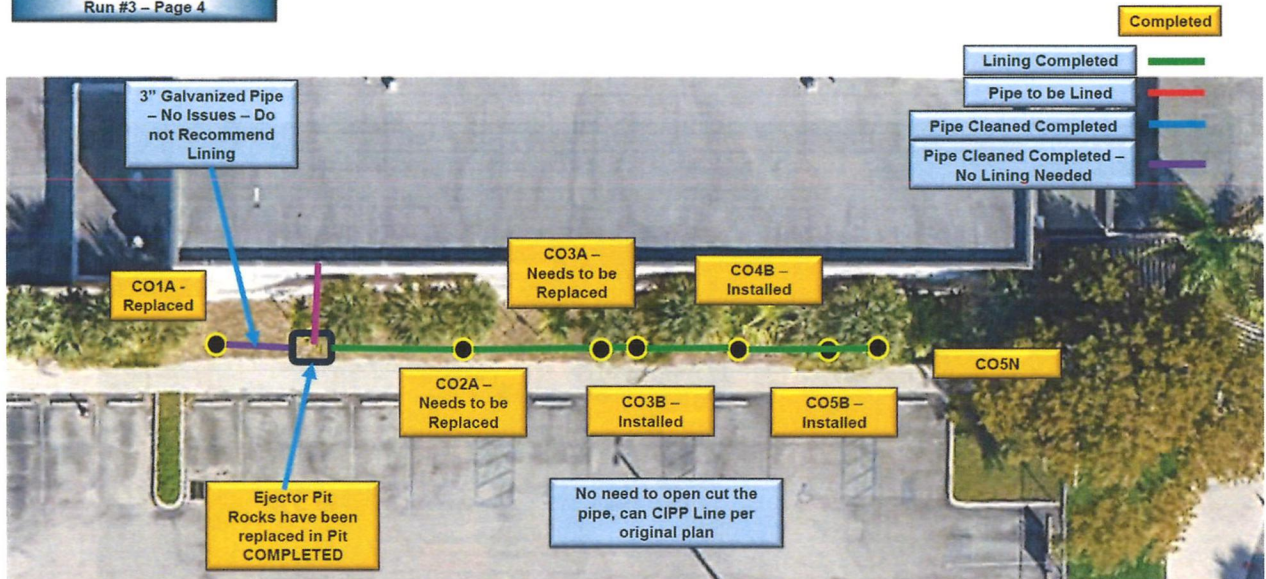 Run #3 – Page 4
Completed
Lining Completed
Pipe to be Lined
Pipe Cleaned Completed
Pipe Cleaned Completed –
No Lining Needed
3" Galvanized Pipe
– No Issues – Do
not Recommend
Lining
CO1A -
Replaced
CO3A –
Needs to be
Replaced
CO4B –
Installed
CO2A –
Needs to be
Replaced
CO3B –
Installed
CO5B –
Installed
CO5N
Ejector Pit
Rocks have been
replaced in Pit
COMPLETED
No need to open cut the
pipe, can CIPP Line per
original plan